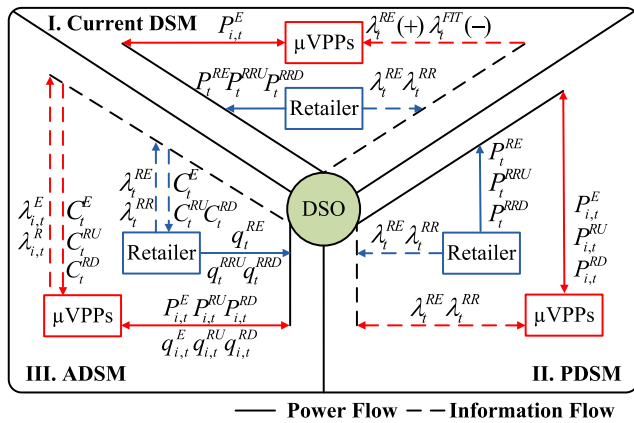 I. Current DSM
P_{i,t}^{E}
µVPPs
λ_t^{RE}(+) λ_t^{FIT}(−)
P_t^{RE} P_t^{RRU} P_t^{RRD}
Retailer
λ_t^{RE} λ_t^{RR}
DSO
λ_{i,t}^{E}
λ_{i,t}^{R}
C_t^{E}
C_t^{RU}
C_t^{RD}
λ_t^{RE}
λ_t^{RR}
C_t^{E}
C_t^{RU} C_t^{RD}
Retailer
q_t^{RE}
q_t^{RRU} q_t^{RRD}
µVPPs
P_{i,t}^{E} P_{i,t}^{RU} P_{i,t}^{RD}
q_{i,t}^{E} q_{i,t}^{RU} q_{i,t}^{RD}
III. ADSM
P_t^{RE}
P_t^{RRU}
P_t^{RRD}
λ_t^{RE} λ_t^{RR}
Retailer
P_{i,t}^{E}
P_{i,t}^{RU}
P_{i,t}^{RD}
λ_t^{RE} λ_t^{RR}
µVPPs
II. PDSM
Power Flow
Information Flow